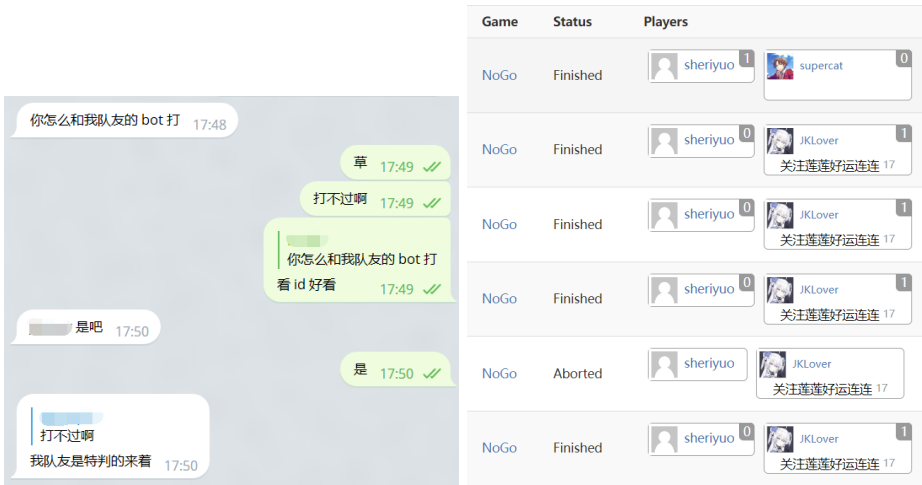 你怎么和我队友的 bot 打 17:48
草 17:49
打不过啊 17:49
你怎么和我队友的 bot 打
看 id 好看 17:49
是吧 17:50
是 17:50
打不过啊
我队友是特判的来着 17:50
Game Status Players
NoGo Finished sheriyuo 1 supercat 0
NoGo Finished sheriyuo 0 JKLover 1
关注莲莲好运连连 17
NoGo Finished sheriyuo 0 JKLover 1
关注莲莲好运连连 17
NoGo Finished sheriyuo 0 JKLover 1
关注莲莲好运连连 17
NoGo Aborted sheriyuo JKLover
关注莲莲好运连连 17
NoGo Finished sheriyuo 0 JKLover 1
关注莲莲好运连连 17